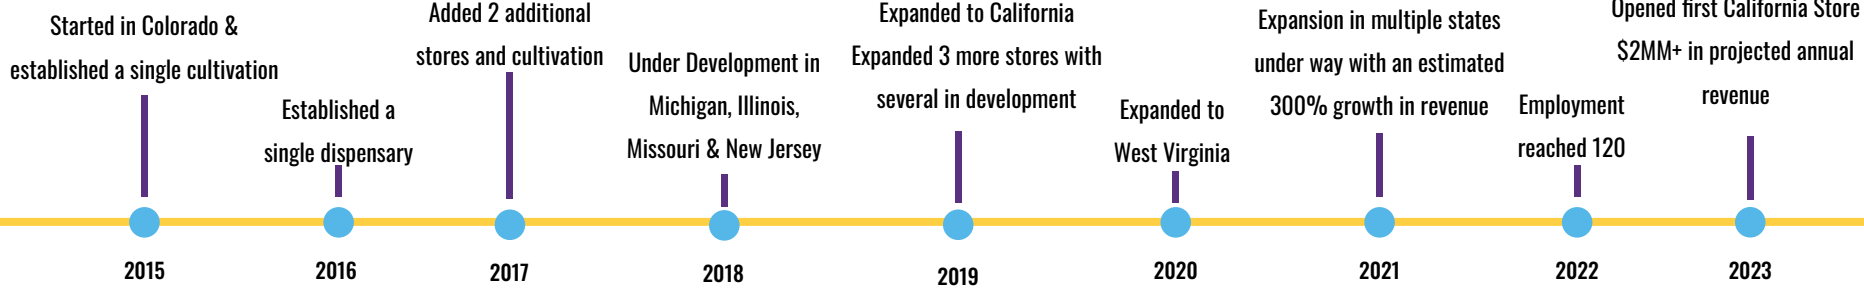 Started in Colorado &
established a single cultivation
2015
Established a
single dispensary
2016
Added 2 additional
stores and cultivation
2017
Under Development in
Michigan, Illinois,
Missouri & New Jersey
2018
Expanded to California
Expanded 3 more stores with
several in development
2019
Expanded to
West Virginia
2020
Expansion in multiple states
under way with an estimated
300% growth in revenue
2021
Employment
reached 120
2022
Opened first California Store
$2MM+ in projected annual
revenue
2023